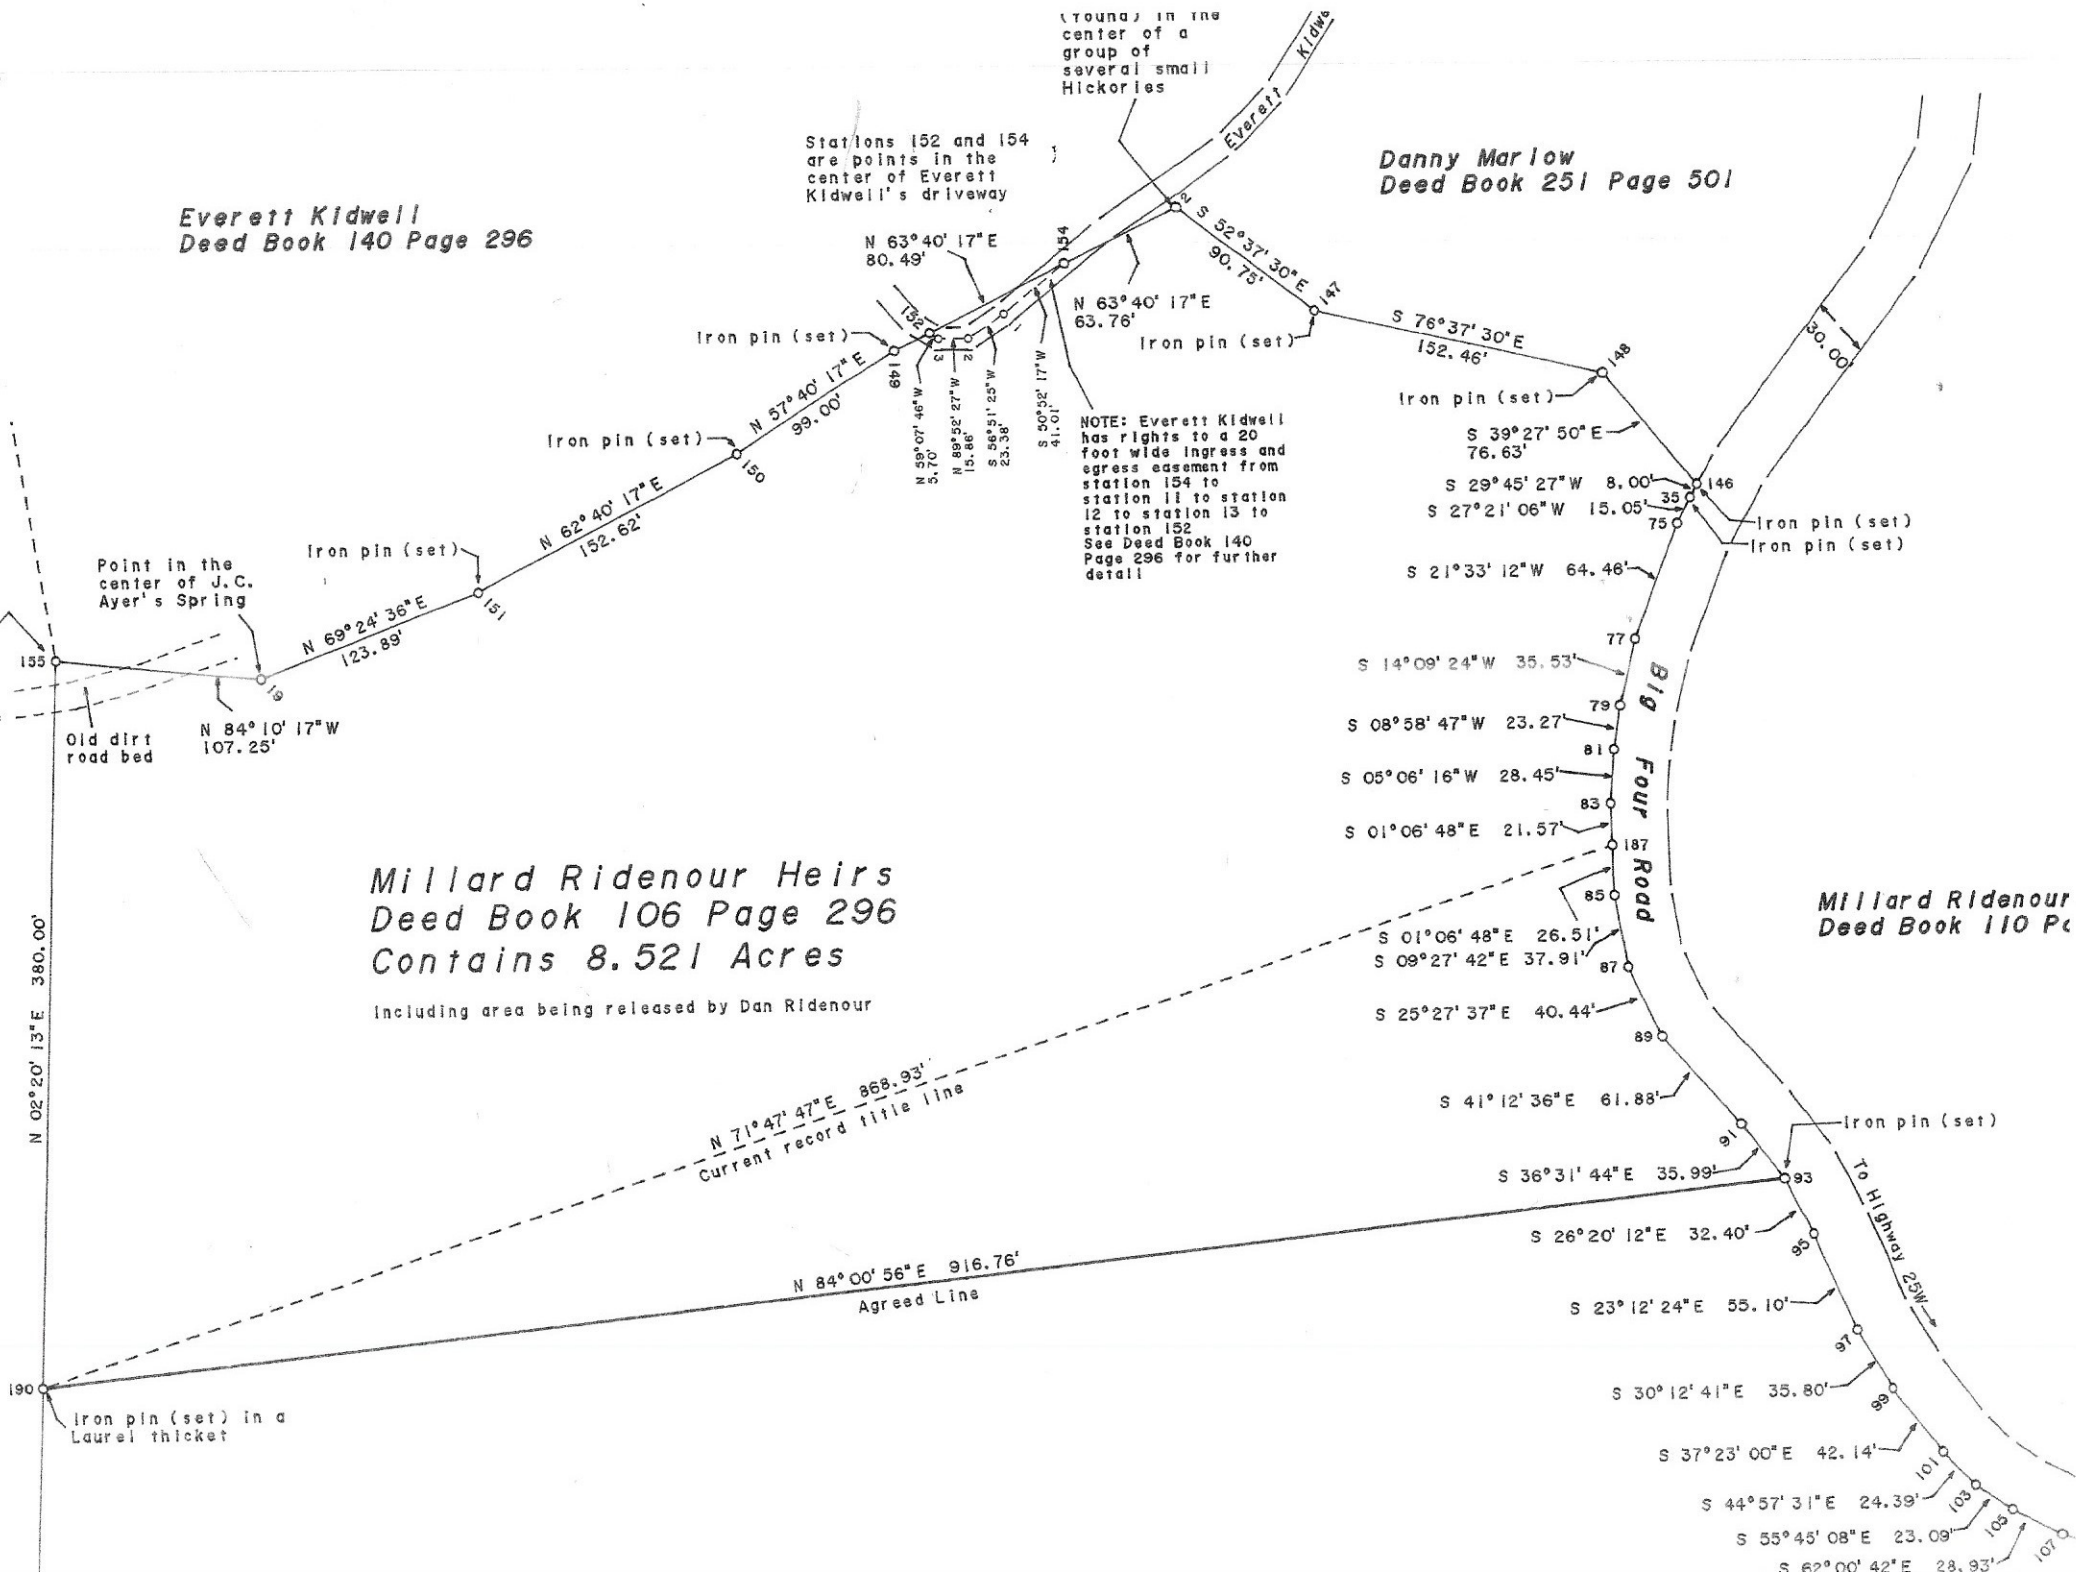 (found) in the
center of a
group of
several small
Hickories
Everett
Stations 152 and 154
are points in the
center of Everett
Kidwell's driveway
Danny Marlow
Deed Book 251 Page 501
Everett Kidwell
Deed Book 140 Page 296
N 63°40' 17"E
80.49'
154
2
S 52°37'30"E
90.75'
N 63°40' 17"E
63.76'
147
Iron pin (set)
S 76°37'30"E
152.46'
148
Iron pin (set)
30.00'
152
Iron pin (set)
149
3
2
N 57°40' 17"E
99.00'
N 59°07'46"W
5.70'
N 89°52'27"W
15.86'
S 56°51'25"W
23.38'
S 50°52'17"W
41.01'
NOTE: Everett Kidwell
has rights to a 20
foot wide ingress and
egress easement from
station 154 to
station 11 to station
12 to station 13 to
station 152
See Deed Book 140
Page 296 for further
detail
S 39°27'50"E
76.63'
Iron pin (set)
150
S 29°45'27"W 8.00'
146
35
S 27°21'06"W 15.05'
75
Iron pin (set)
Iron pin (set)
N 62°40' 17"E
152.62'
Iron pin (set)
151
S 21°33' 12"W 64.46'
Point in the
center of J.C.
Ayer's Spring
N 69°24'36"E
123.89'
155
19
77
S 14°09'24"W 35.53'
79
Old dirt
road bed
N 84°10'17"W
107.25'
S 08°58'47"W 23.27'
81
S 05°06'16"W 28.45'
83
Big Four Road
S 01°06'48"E 21.57'
187
Millard Ridenour Heirs
Deed Book 106 Page 296
Contains 8.521 Acres
Including area being released by Dan Ridenour
85
Millard Ridenour
Deed Book 110
S 01°06'48"E 26.51'
S 09°27'42"E 37.91'
87
N 02°20' 13"E 380.00'
S 25°27'37"E 40.44'
89
N 71°47'47"E 868.93'
Current record title line
S 41°12'36"E 61.88'
91
Iron pin (set)
S 36°31'44"E 35.99'
93
To Highway 25W
S 26°20'12"E 32.40'
95
N 84°00'56"E 916.76'
Agreed Line
S 23°12'24"E 55.10'
97
190
Iron pin (set) in a
Laurel thicket
S 30°12'41"E 35.80'
99
S 37°23'00"E 42.14'
101
S 44°57'31"E 24.39'
103
S 55°45'08"E 23.09'
105
S 62°00'42"E 28.93'
107